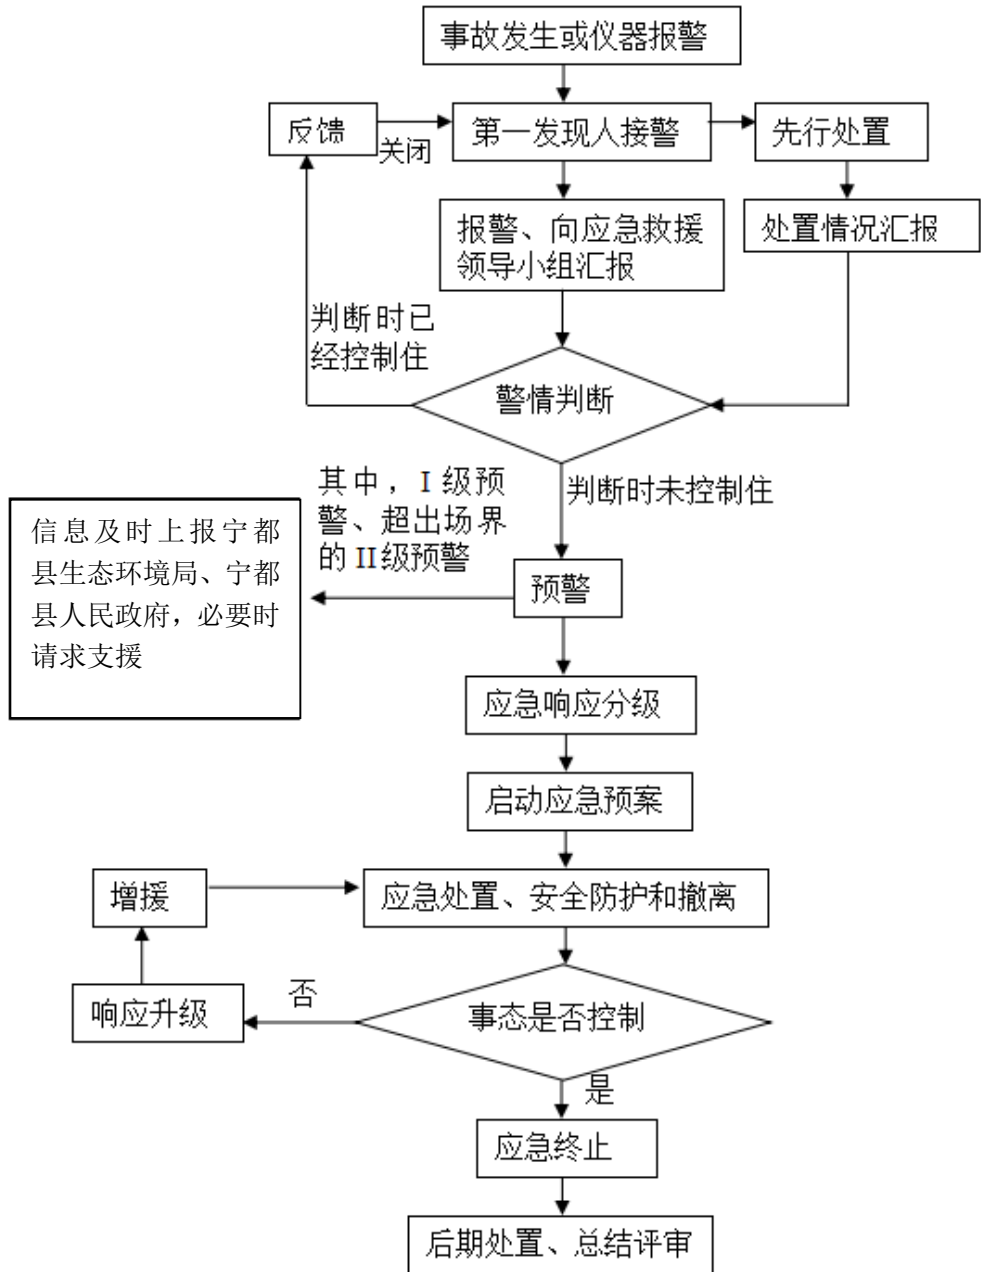 事故发生或仪器报警
反馈
关闭
第一发现人接警
先行处置
报警、向应急救援
领导小组汇报
处置情况汇报
判断时已
经控制住
警情判断
其中，I 级预
警、超出场界
的 II级预警
判断时未控制住
信息及时上报宁都
县生态环境局、宁都
县人民政府，必要时
请求支援
预警
应急响应分级
启动应急预案
增援
应急处置、安全防护和撤离
响应升级
否
事态是否控制
是
应急终止
后期处置、总结评审